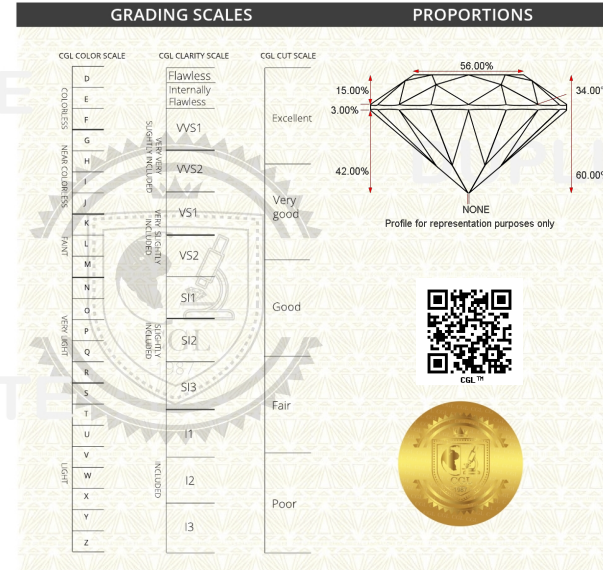 GRADING SCALES
PROPORTIONS
CGL COLOR SCALE
COLORLESS
D
E
F
NEAR COLORLESS
G
H
I
J
FAINT
K
L
M
VERY LIGHT
N
O
P
Q
R
LIGHT
S
T
U
V
W
X
Y
Z
CGL CLARITY SCALE
Flawless
Internally
Flawless
VERY VERY
SLIGHTLY INCLUDED
VVS1
VVS2
VERY SLIGHTLY
INCLUDED
VS1
VS2
SLIGHTLY
INCLUDED
SI1
SI2
SI3
INCLUDED
I1
I2
I3
CGL CUT SCALE
Excellent
Very
good
Good
Fair
Poor
56.00%
15.00%
3.00%
42.00%
34.00°
60.00%
NONE
Profile for representation purposes only
CGL™
CGL
CGL